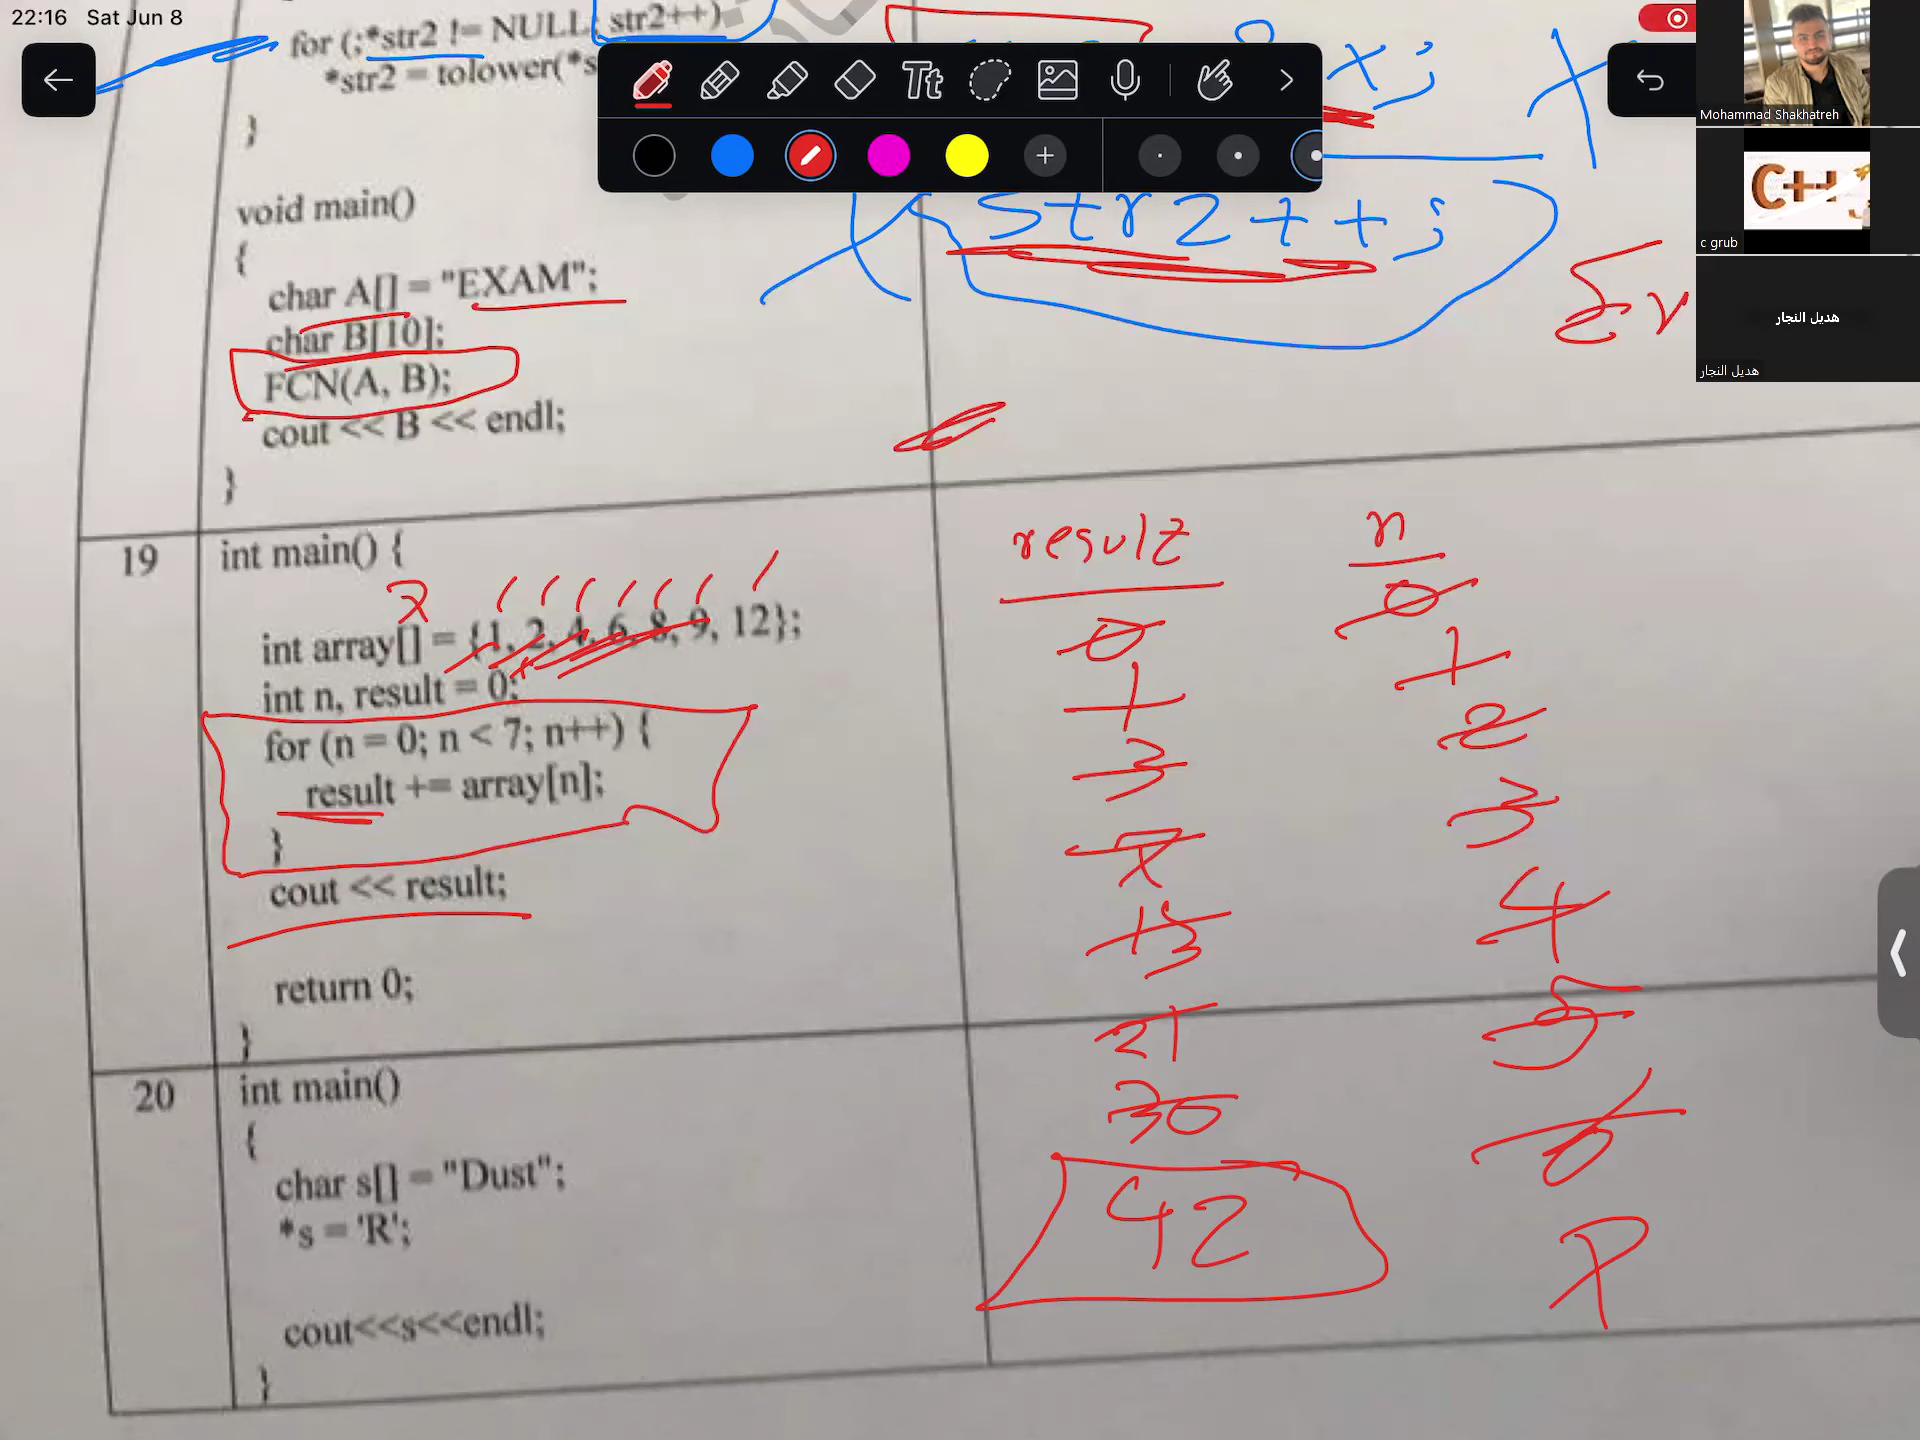 22:16 Sat Jun 8
for (;*str2 != NULL; str2++)
*str2 = tolower(*s
}
Tt
x;
str2++;
Mohammad Shakhatreh
C++
c grub
هديل النجار
هديل النجار
void main()
{
char A[] = "EXAM";
char B[10];
FCN(A, B);
cout << B << endl;
}
19
int main() {
7
int array[] = {1, 2, 4, 6, 8, 9, 12};
int n, result = 0;
for (n = 0; n < 7; n++) {
result += array[n];
}
cout << result;
return 0;
}
result n
0 0
1 1
3 2
7 3
13 4
21 5
30 6
42 7
20
int main()
{
char s[] = "Dust";
*s = 'R';
cout<<s<<endl;
}